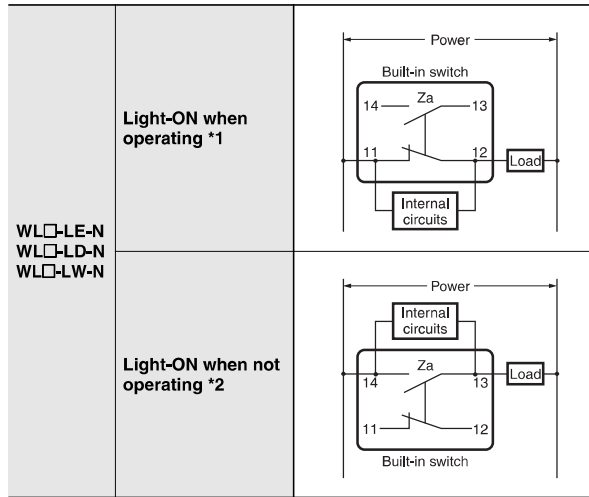 WL□-LE-N
WL□-LD-N
WL□-LW-N
Light-ON when
operating *1
Power
Built-in switch
14
Za
13
11
12
Load
Internal
circuits
Light-ON when not
operating *2
Power
Internal
circuits
Za
14
13
Load
11
12
Built-in switch